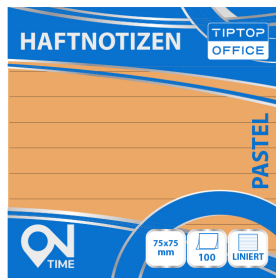 HAFTNOTIZEN
TIPTOP
OFFICE
PASTEL
ON
TIME
75x75
mm
100
LINIERT